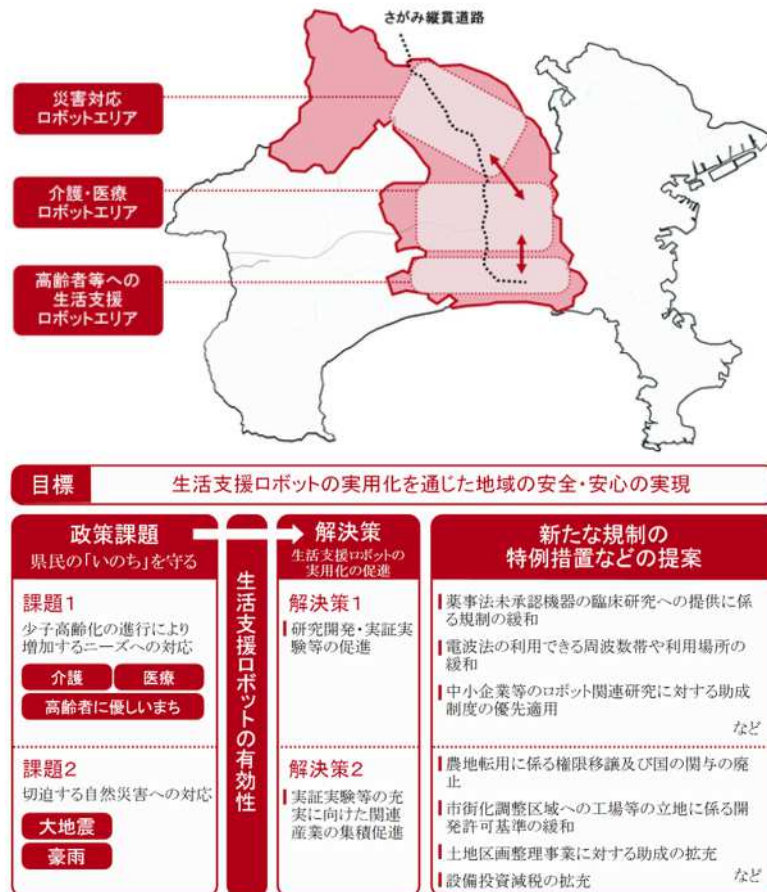 さがみ縦貫道路
災害対応
ロボットエリア
介護・医療
ロボットエリア
高齢者等への
生活支援
ロボットエリア
目標
生活支援ロボットの実用化を通じた地域の安全・安心の実現
政策課題
県民の「いのち」を守る
課題1
少子高齢化の進行により
増加するニーズへの対応
介護
医療
高齢者に優しいまち
課題2
切迫する自然災害への対応
大地震
豪雨
生活支援ロボットの有効性
解決策
生活支援ロボットの
実用化の促進
解決策1
研究開発・実証実
験等の促進
解決策2
実証実験等の充
実に向けた関連
産業の集積促進
新たな規制の
特例措置などの提案
薬事法未承認機器の臨床研究への提供に係
る規制の緩和
電波法の利用できる周波数帯や利用場所の
緩和
中小企業等のロボット関連研究に対する助成
制度の優先適用
など
農地転用に係る権限移譲及び国の関与の廃
止
市街化調整区域への工場等の立地に係る開
発許可基準の緩和
土地区画整理事業に対する助成の拡充
設備投資減税の拡充
など